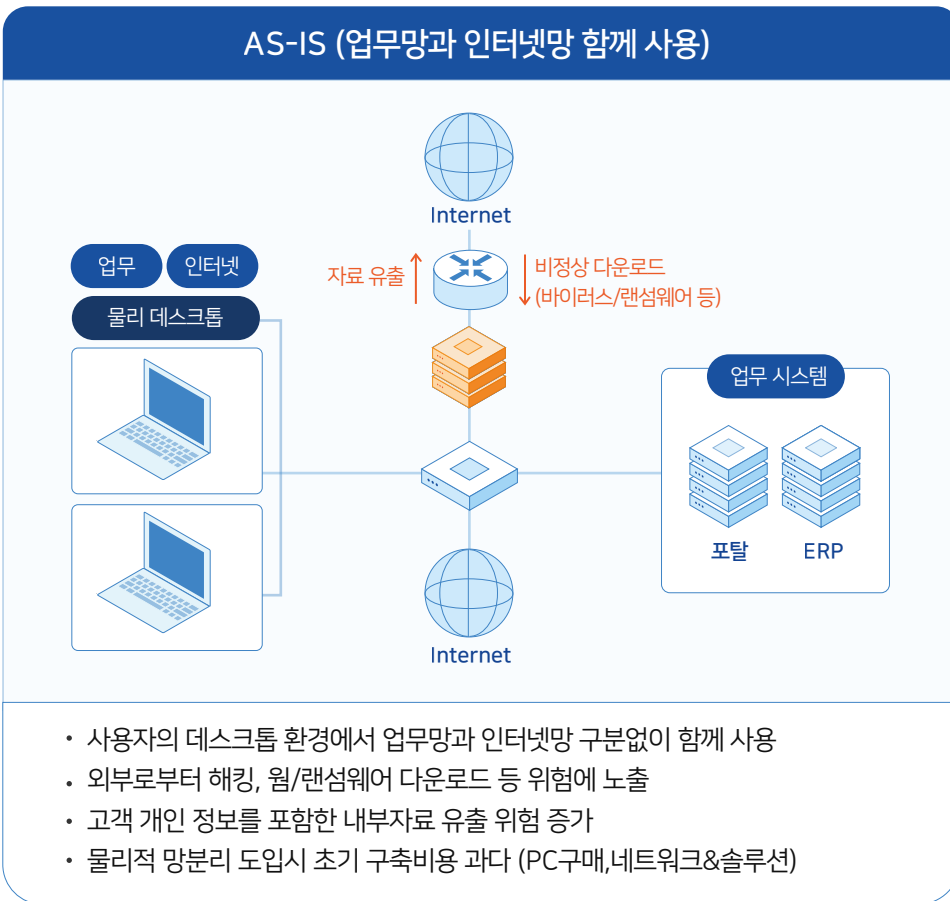 AS-IS (업무망과 인터넷망 함께 사용)
Internet
업무
인터넷
물리 데스크톱
자료 유출
비정상 다운로드
(바이러스/랜섬웨어 등)
업무 시스템
포탈
ERP
Internet
• 사용자의 데스크톱 환경에서 업무망과 인터넷망 구분없이 함께 사용
• 외부로부터 해킹, 웜/랜섬웨어 다운로드 등 위험에 노출
• 고객 개인 정보를 포함한 내부자료 유출 위험 증가
• 물리적 망분리 도입시 초기 구축비용 과다 (PC구매,네트워크&솔루션)